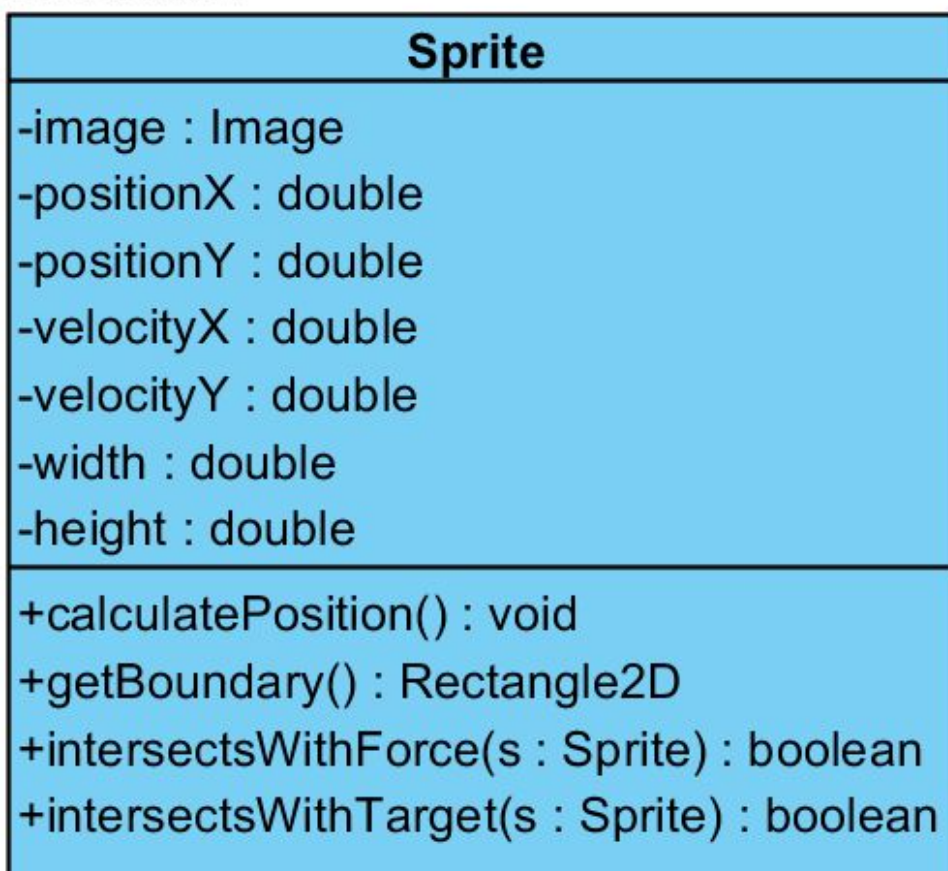 Sprite
-image : Image
-positionX : double
-positionY : double
-velocityX : double
-velocityY : double
-width : double
-height : double
+calculatePosition() : void
+getBoundary() : Rectangle2D
+intersectsWithForce(s : Sprite) : boolean
+intersectsWithTarget(s : Sprite) : boolean